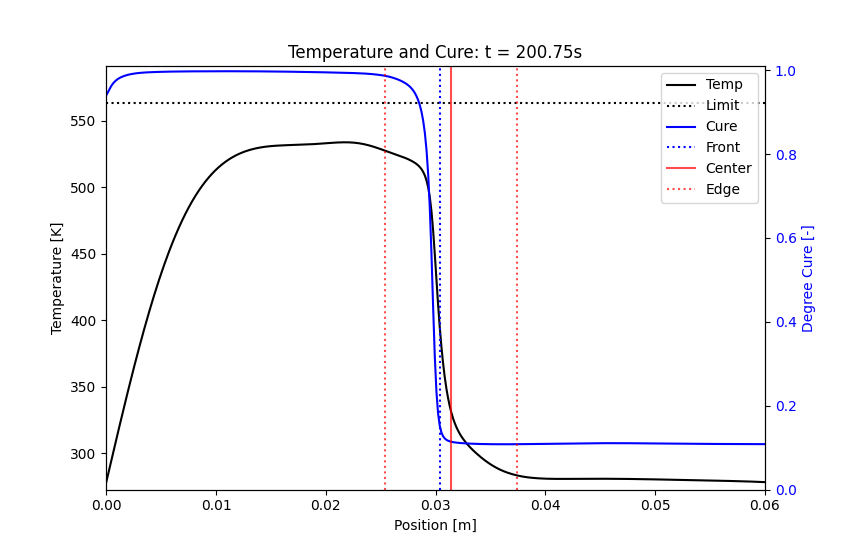 Temperature and Cure: t = 200.75s
Temp
Limit
Cure
Front
Center
Edge
Temperature [K]
550
500
450
400
350
300
Degree Cure [-]
1.0
0.8
0.6
0.4
0.2
0.0
0.00 0.01 0.02 0.03 0.04 0.05 0.06
Position [m]